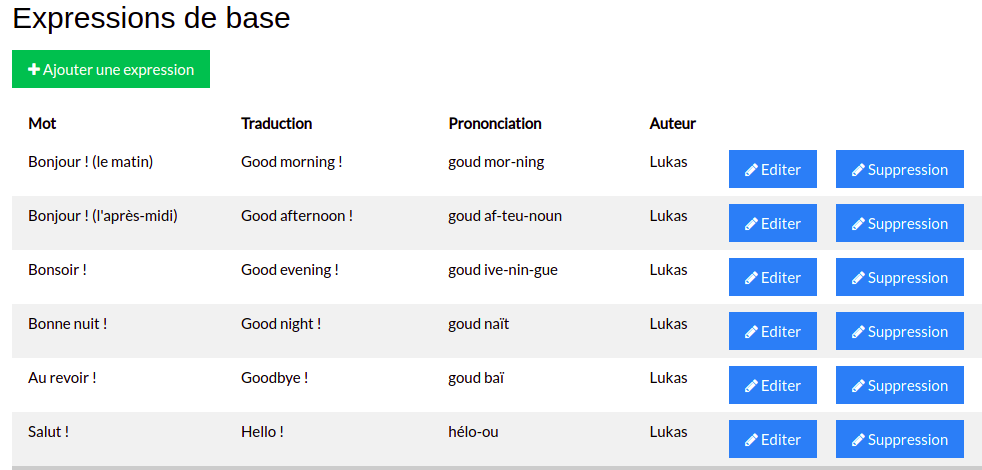 Expressions de base
Ajouter une expression
Mot Traduction Prononciation Auteur
Bonjour ! (le matin) Good morning ! goud mor-ning Lukas Editer Suppression
Bonjour ! (l'après-midi) Good afternoon ! goud af-teu-noun Lukas Editer Suppression
Bonsoir ! Good evening ! goud ive-nin-gue Lukas Editer Suppression
Bonne nuit ! Good night ! goud naït Lukas Editer Suppression
Au revoir ! Goodbye ! goud baï Lukas Editer Suppression
Salut ! Hello ! hélo-ou Lukas Editer Suppression